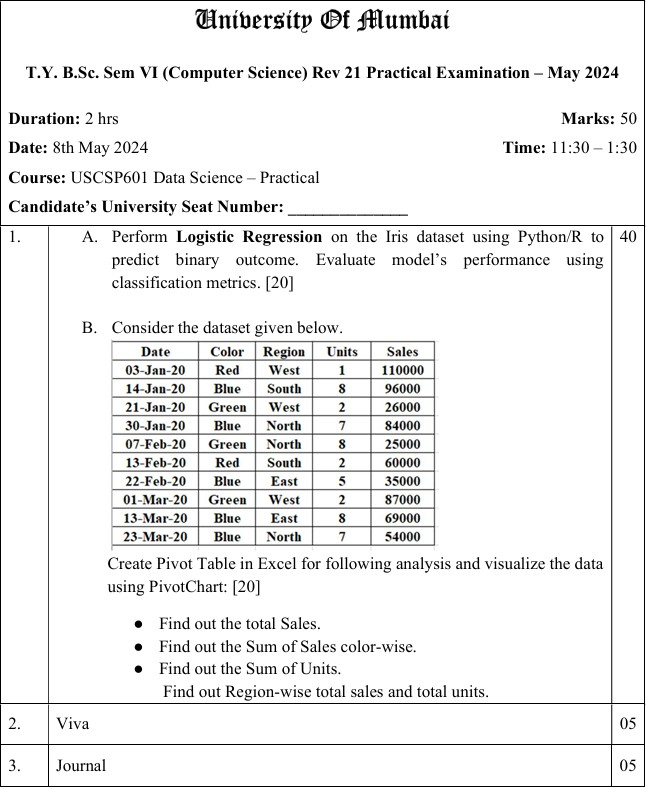 University Of Mumbai
T.Y. B.Sc. Sem VI (Computer Science) Rev 21 Practical Examination – May 2024
Duration: 2 hrs Marks: 50
Date: 8th May 2024 Time: 11:30 – 1:30
Course: USCSP601 Data Science – Practical
Candidate's University Seat Number: ______________
1. A. Perform Logistic Regression on the Iris dataset using Python/R to 40
predict binary outcome. Evaluate model's performance using
classification metrics. [20]
B. Consider the dataset given below.
Date Color Region Units Sales
03-Jan-20 Red West 1 110000
14-Jan-20 Blue South 8 96000
21-Jan-20 Green West 2 26000
30-Jan-20 Blue North 7 84000
07-Feb-20 Green North 8 25000
13-Feb-20 Red South 2 60000
22-Feb-20 Blue East 5 35000
01-Mar-20 Green West 2 87000
13-Mar-20 Blue East 8 69000
23-Mar-20 Blue North 7 54000
Create Pivot Table in Excel for following analysis and visualize the data
using PivotChart: [20]
● Find out the total Sales.
● Find out the Sum of Sales color-wise.
● Find out the Sum of Units.
Find out Region-wise total sales and total units.
2. Viva 05
3. Journal 05